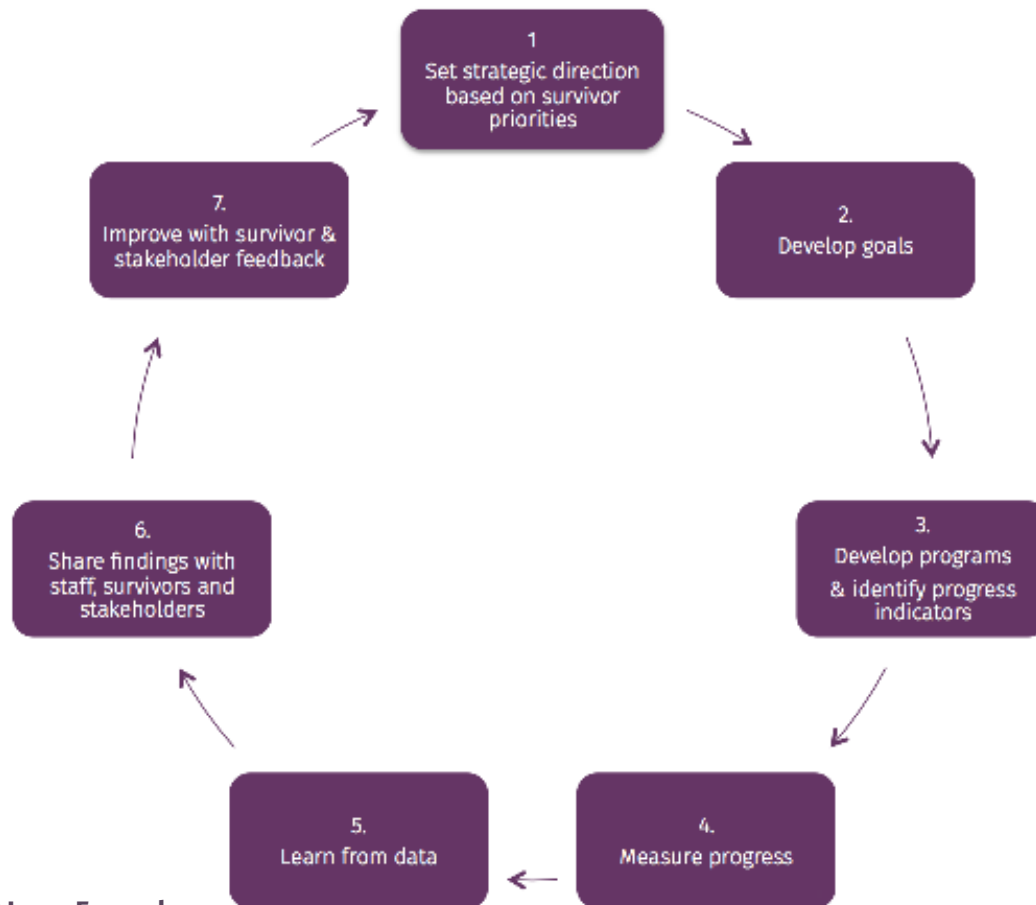 1
Set strategic direction
based on survivor
priorities
2.
Develop goals
3.
Develop programs
& identify progress
indicators
4.
Measure progress
5.
Learn from data
6.
Share findings with
staff, survivors and
stakeholders
7.
Improve with survivor &
stakeholder feedback